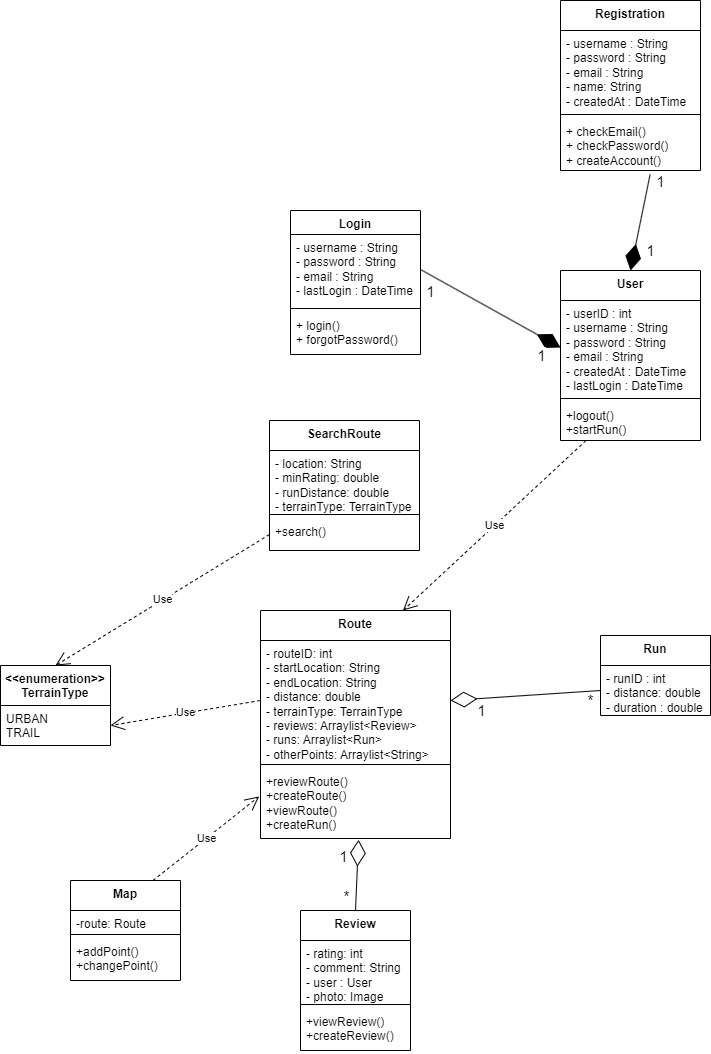 Registration
- username : String
- password : String
- email : String
- name: String
- createdAt : DateTime
+ checkEmail()
+ checkPassword()
+ createAccount()
1
1
Login
- username : String
- password : String
- email : String
- lastLogin : DateTime
+ login()
+ forgotPassword()
1
1
User
- userID : int
- username : String
- password : String
- email : String
- createdAt : DateTime
- lastLogin : DateTime
+logout()
+startRun()
SearchRoute
- location: String
- minRating: double
- runDistance: double
- terrainType: TerrainType
+search()
Use
Use
<<enumeration>>
TerrainType
URBAN
TRAIL
Use
Route
- routeID: int
- startLocation: String
- endLocation: String
- distance: double
- terrainType: TerrainType
- reviews: Arraylist<Review>
- runs: Arraylist<Run>
- otherPoints: Arraylist<String>
+reviewRoute()
+createRoute()
+viewRoute()
+createRun()
1
*
Run
- runID : int
- distance: double
- duration : double
Use
1
*
Map
-route: Route
+addPoint()
+changePoint()
Review
- rating: int
- comment: String
- user : User
- photo: Image
+viewReview()
+createReview()